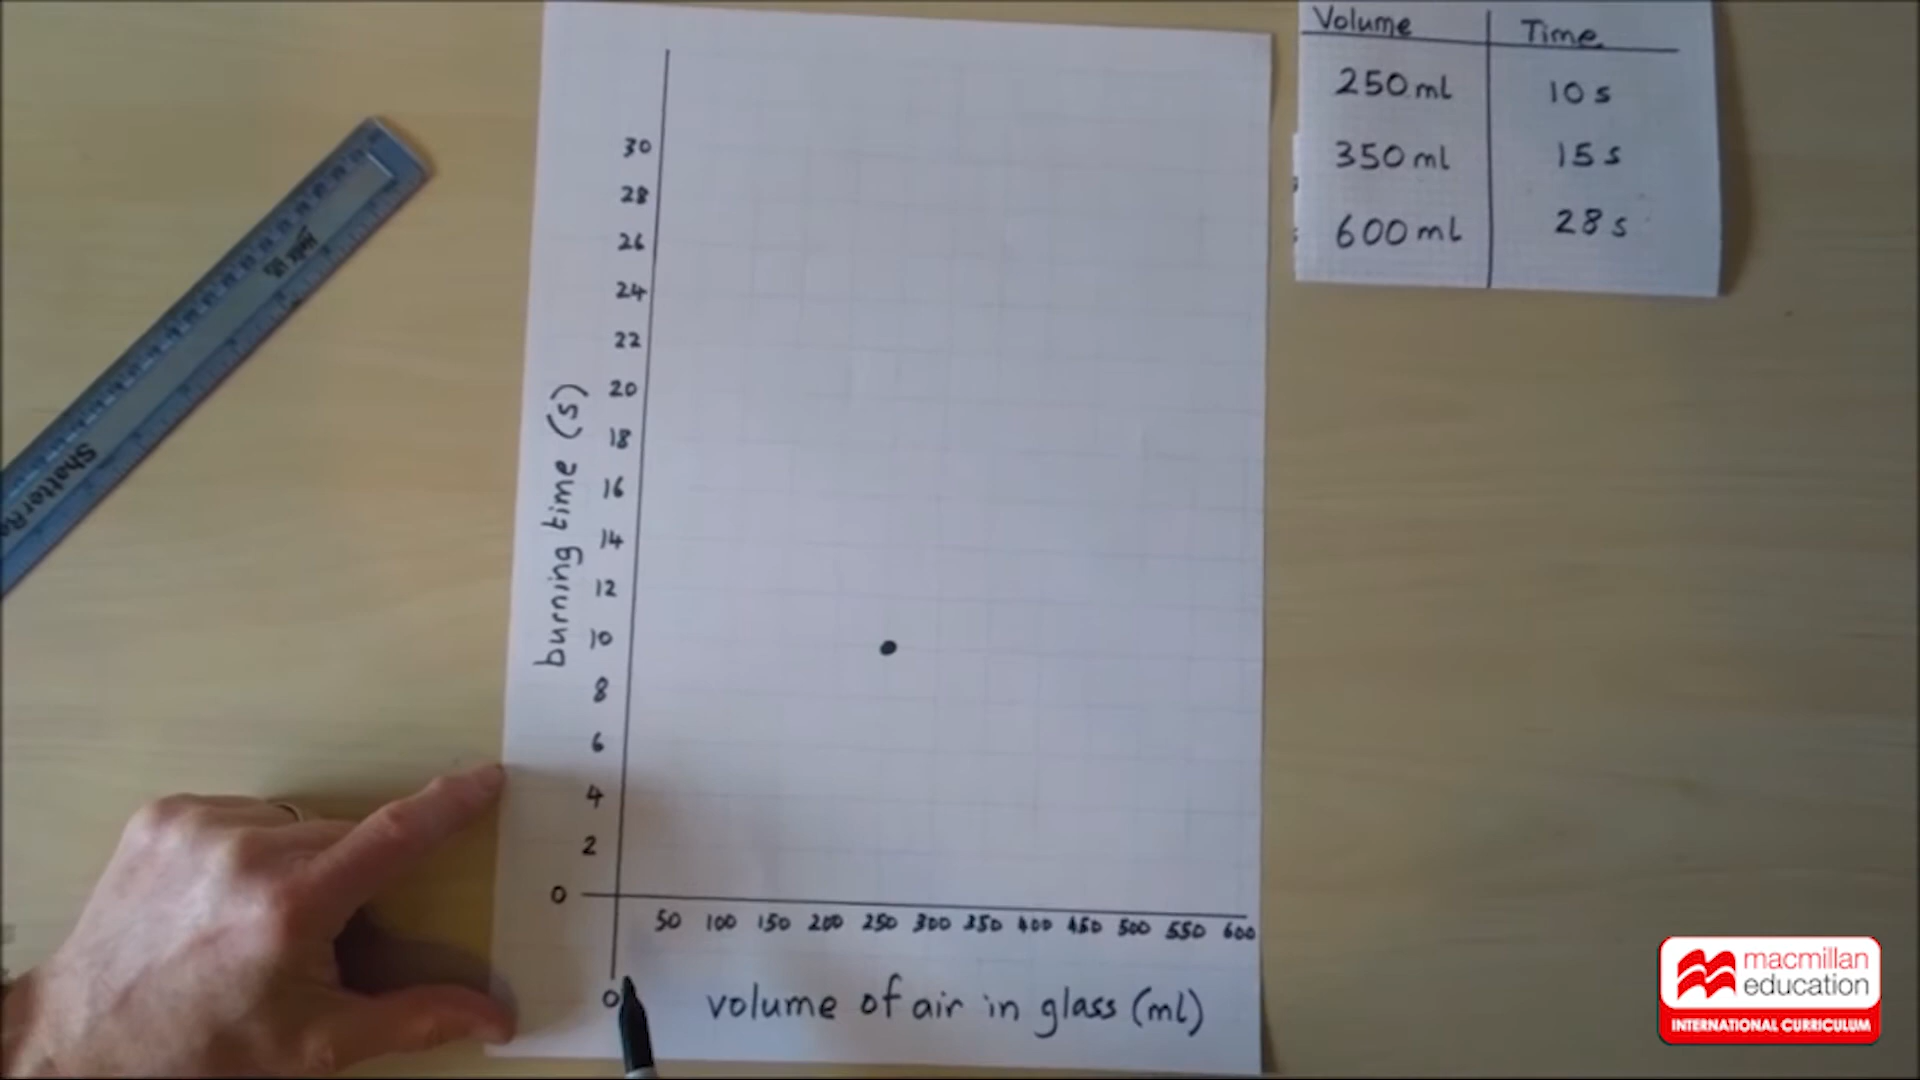 Volume Time
250 ml 10 s
350 ml 15 s
600 ml 28 s
30
28
26
24
22
20
18
16
14
12
10
8
6
4
2
0
burning time (s)
50 100 150 200 250 300 350 400 450 500 550 600
0
volume of air in glass (ml)
macmillan
education
INTERNATIONAL CURRICULUM